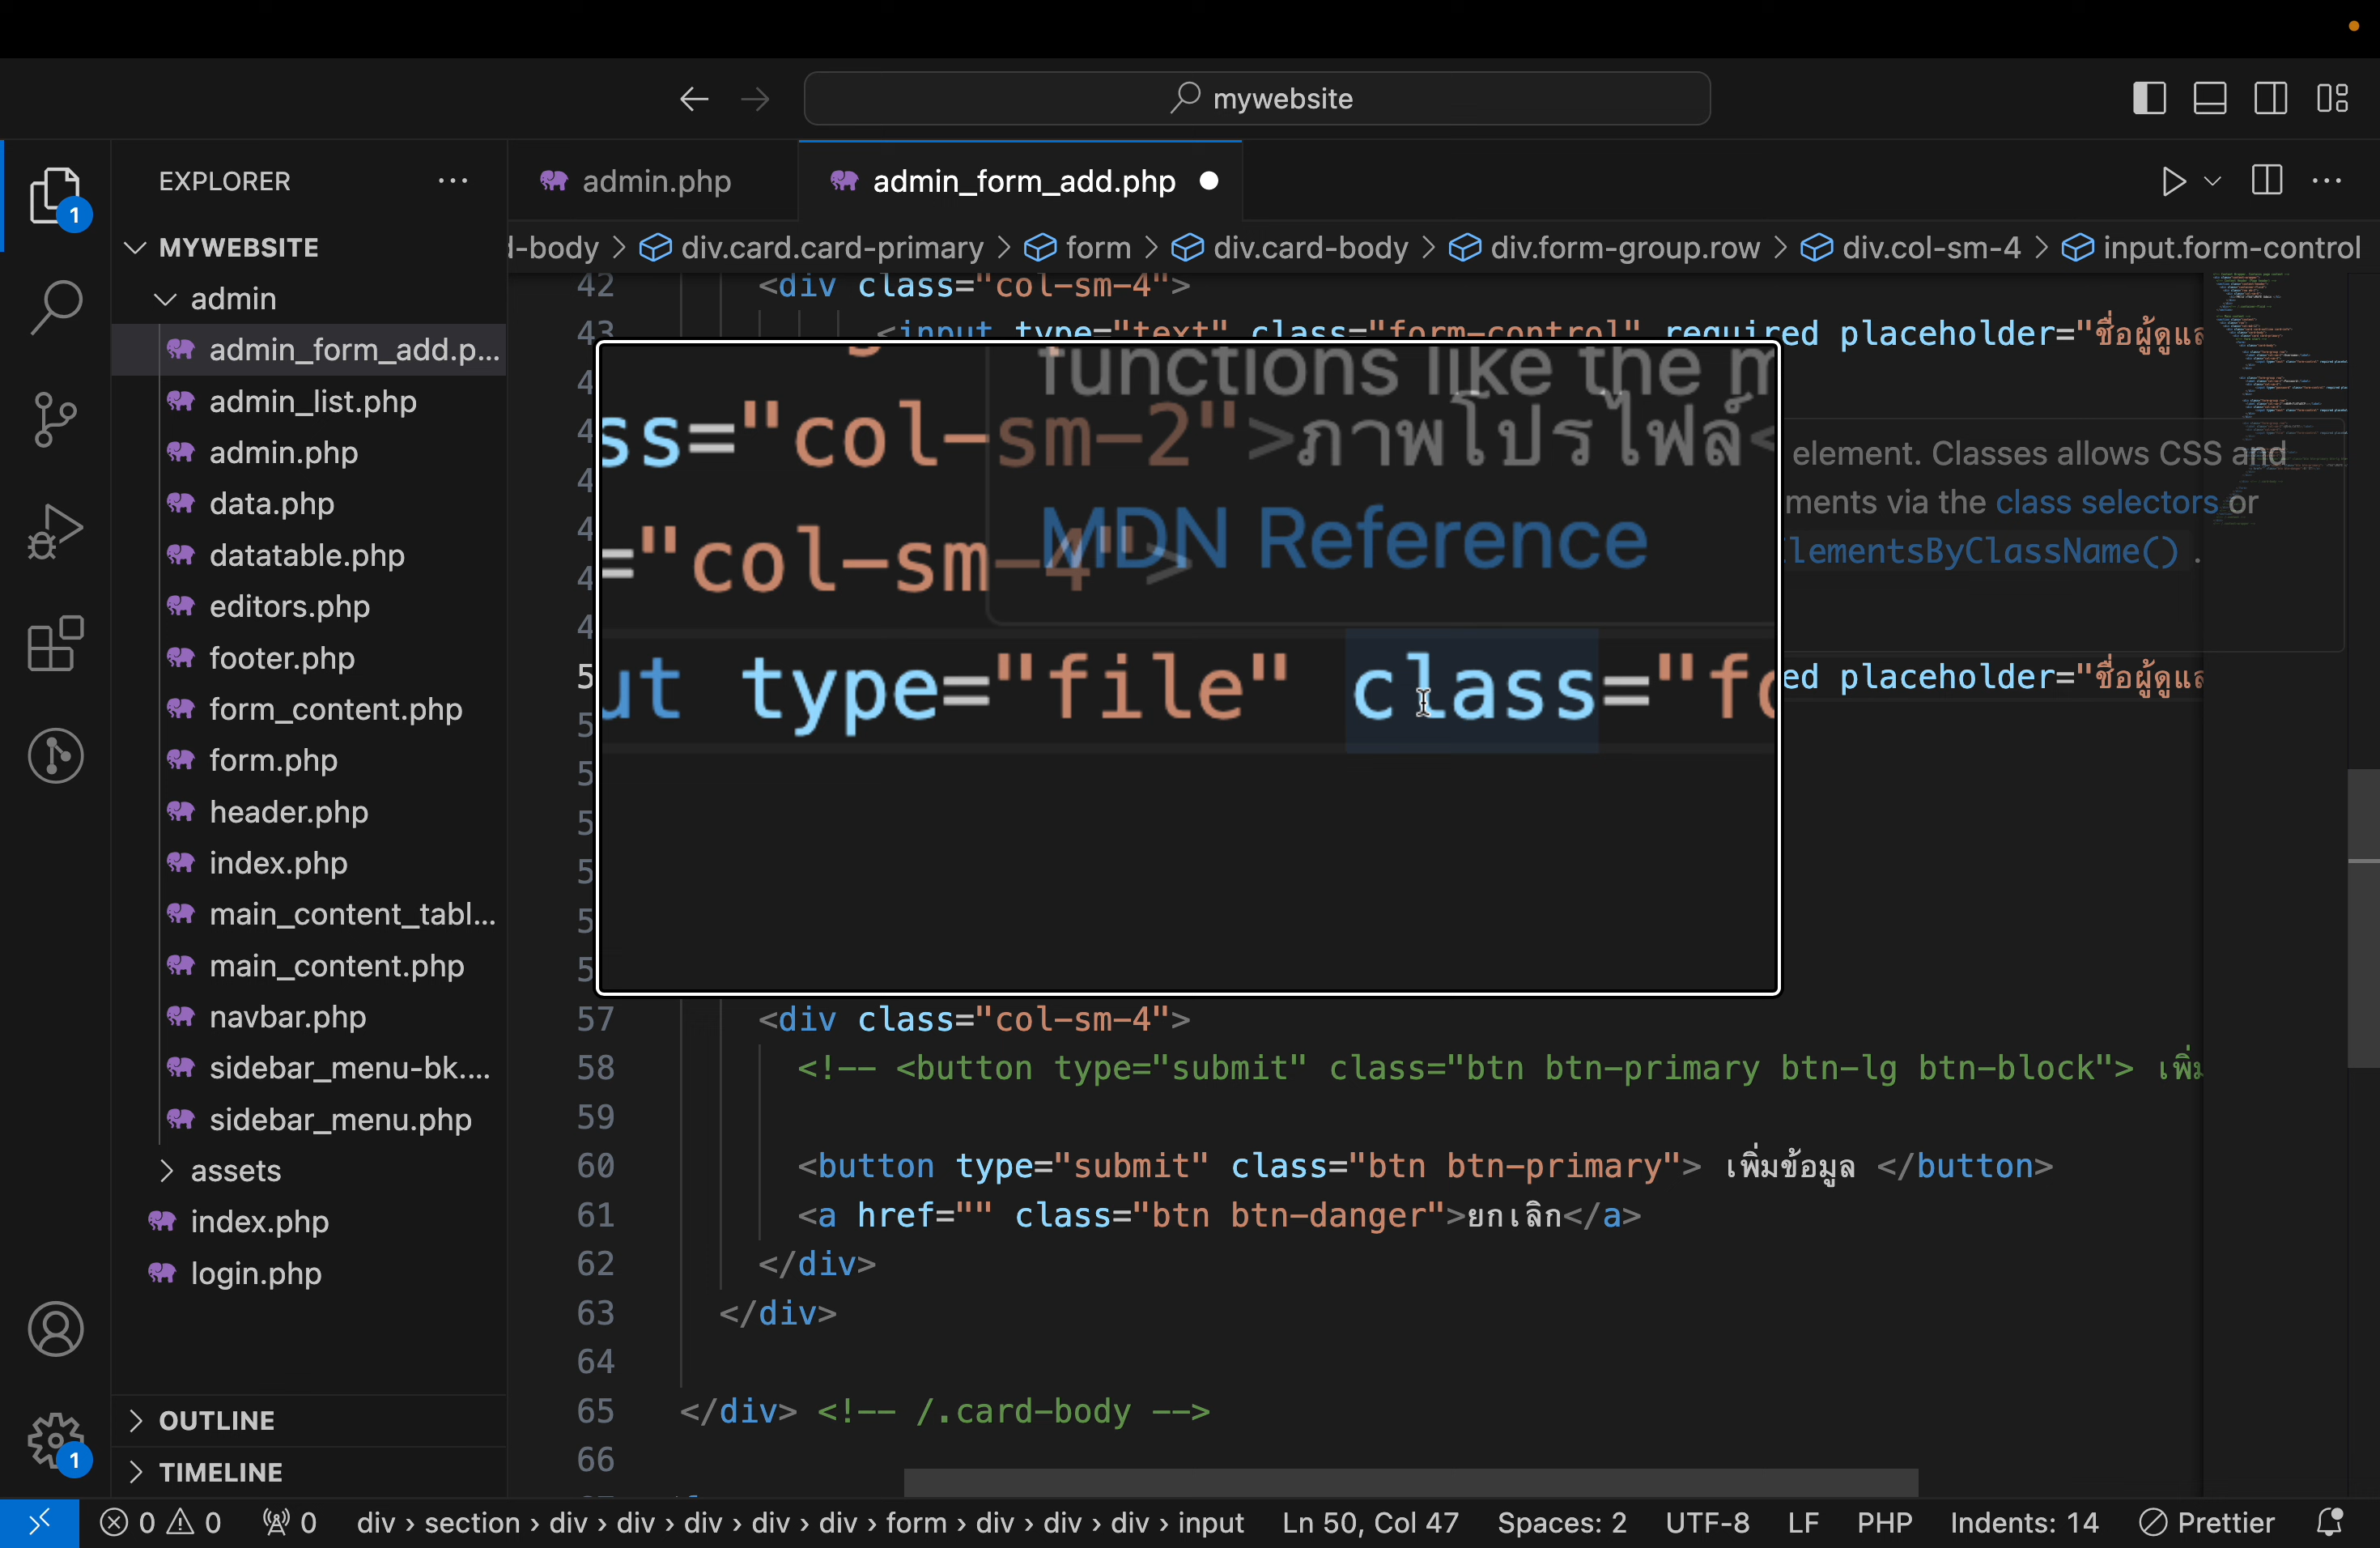 mywebsite
EXPLORER
MYWEBSITE
admin
admin_form_add.p...
admin_list.php
admin.php
data.php
datatable.php
editors.php
footer.php
form_content.php
form.php
header.php
index.php
main_content_tabl...
main_content.php
navbar.php
sidebar_menu-bk....
sidebar_menu.php
assets
index.php
login.php
OUTLINE
TIMELINE
1
1
admin.php
admin_form_add.php
d-body > div.card.card-primary > form > div.card-body > div.form-group.row > div.col-sm-4 > input.form-control
42 <div class="col-sm-4">
43 <input type="text" class="form-control" required placeholder="ชื่อผู้ดูแล
functions like the m
ss="col-sm-2">ภาพโปรไฟล์<
element. Classes allows CSS and
ments via the class selectors or
="col-sm-4">
MDN Reference
lementsByClassName() .
ut type="file" class="fo
ed placeholder="ชื่อผู้ดูแล
57 <div class="col-sm-4">
58 <!-- <button type="submit" class="btn btn-primary btn-lg btn-block"> เพิ่ม
59
60 <button type="submit" class="btn btn-primary"> เพิ่มข้อมูล </button>
61 <a href="" class="btn btn-danger">ยกเลิก</a>
62 </div>
63 </div>
64
65 </div> <!-- /.card-body -->
66
0 0 0 div > section > div > div > div > div > div > form > div > div > div > input Ln 50, Col 47 Spaces: 2 UTF-8 LF PHP Indents: 14 Prettier